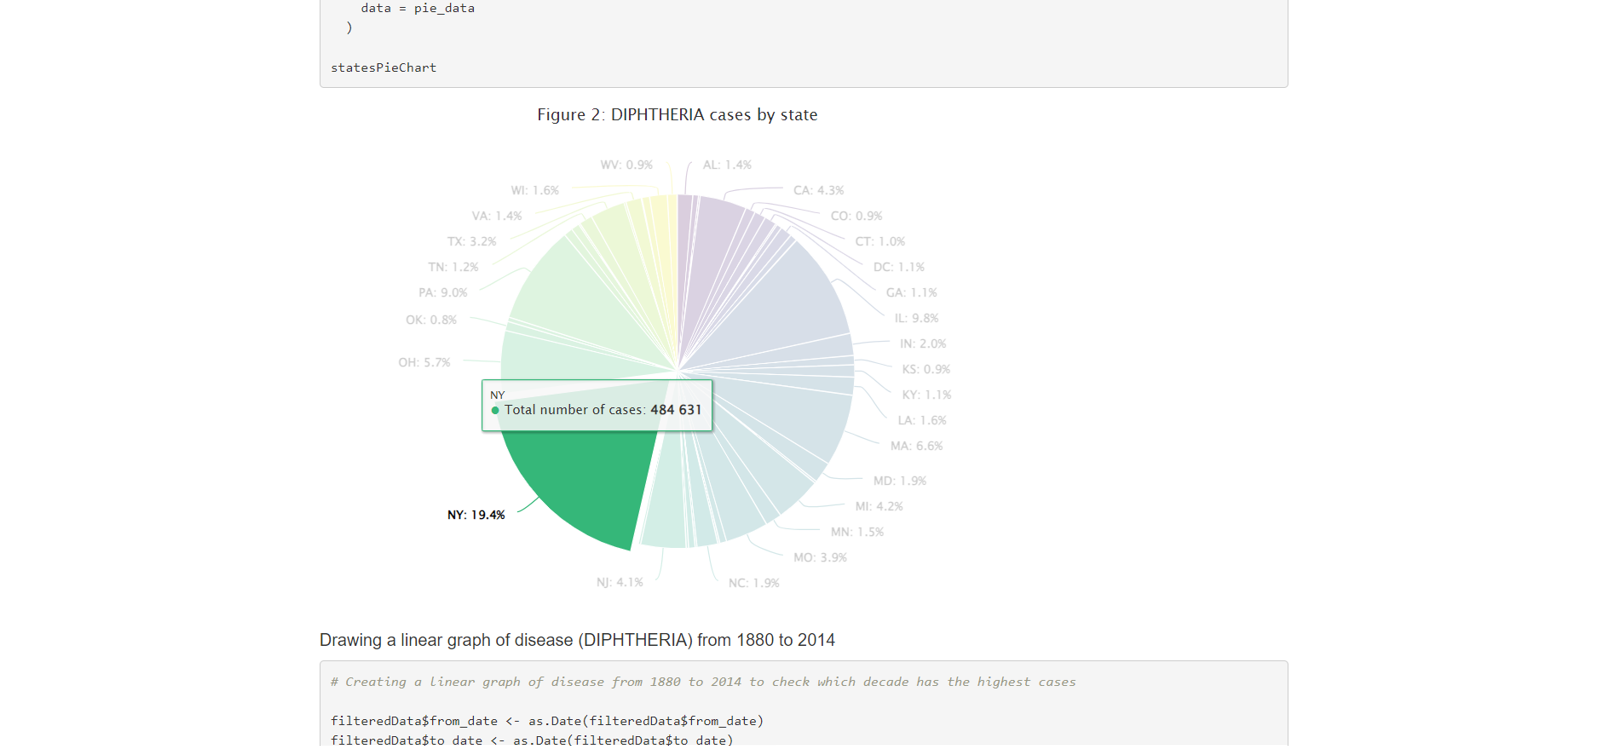 data = pie_data
)
statesPieChart
Figure 2: DIPHTHERIA cases by state
WV: 0.9%
AL: 1.4%
WI: 1.6%
CA: 4.3%
VA: 1.4%
CO: 0.9%
TX: 3.2%
CT: 1.0%
TN: 1.2%
DC: 1.1%
PA: 9.0%
GA: 1.1%
OK: 0.8%
IL: 9.8%
IN: 2.0%
OH: 5.7%
KS: 0.9%
KY: 1.1%
NY
Total number of cases: 484 631
LA: 1.6%
MA: 6.6%
MD: 1.9%
MI: 4.2%
NY: 19.4%
MN: 1.5%
MO: 3.9%
NJ: 4.1%
NC: 1.9%
Drawing a linear graph of disease (DIPHTHERIA) from 1880 to 2014
# Creating a linear graph of disease from 1880 to 2014 to check which decade has the highest cases
filteredData$from_date <- as.Date(filteredData$from_date)
filteredData$to_date <- as.Date(filteredData$to_date)